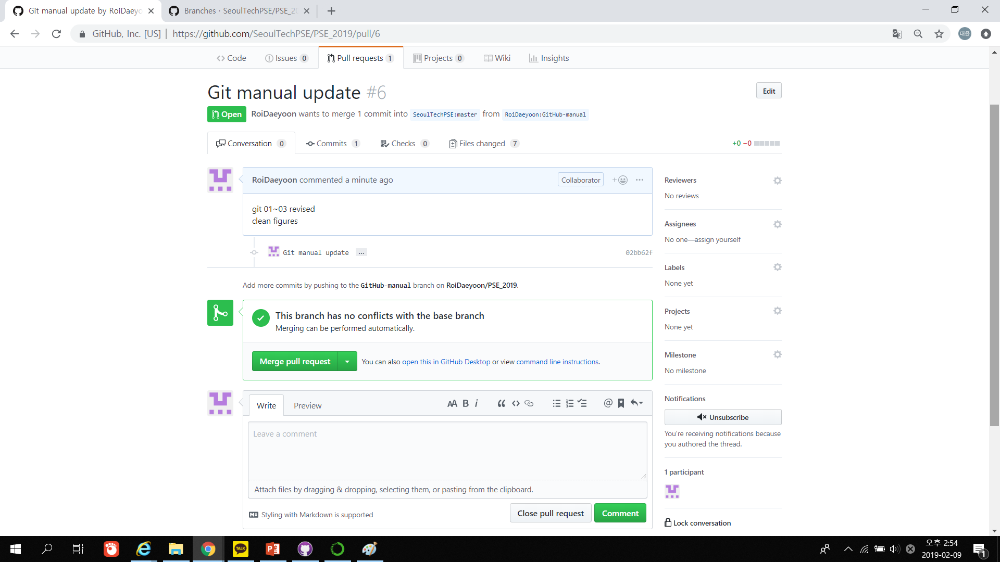 Git manual update by RoiDaeyo
Branches · SeoulTechPSE/PSE_20
GitHub, Inc. [US] | https://github.com/SeoulTechPSE/PSE_2019/pull/6
대윤
Code
Issues 0
Pull requests 1
Projects 0
Wiki
Insights
Git manual update #6
Edit
Open
RoiDaeyoon wants to merge 1 commit into SeoulTechPSE:master from RoiDaeyoon:GitHub-manual
Conversation 0
Commits 1
Checks 0
Files changed 7
+0 −0
RoiDaeyoon commented a minute ago
Collaborator
git 01~03 revised
clean figures
Git manual update ...
02bb62f
Add more commits by pushing to the GitHub-manual branch on RoiDaeyoon/PSE_2019.
This branch has no conflicts with the base branch
Merging can be performed automatically.
Merge pull request
You can also open this in GitHub Desktop or view command line instructions.
Write
Preview
AA B i
Leave a comment
Attach files by dragging & dropping, selecting them, or pasting from the clipboard.
Styling with Markdown is supported
Close pull request
Comment
Reviewers
No reviews
Assignees
No one—assign yourself
Labels
None yet
Projects
None yet
Milestone
No milestone
Notifications
Unsubscribe
You’re receiving notifications because
you authored the thread.
1 participant
Lock conversation
TALK
오후 2:54
2019-02-09
1